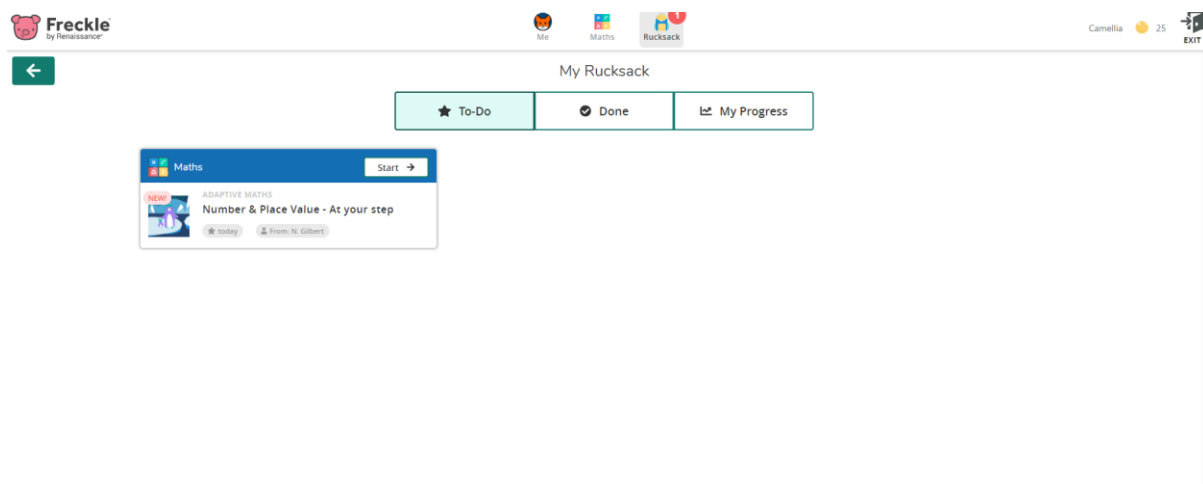 Freckle
by Renaissance
Me
Maths
1
Rucksack
Camellia 25
EXIT
My Rucksack
To-Do
Done
My Progress
Maths
Start
NEW!
ADAPTIVE MATHS
Number & Place Value - At your step
today
From: N. Gilbert